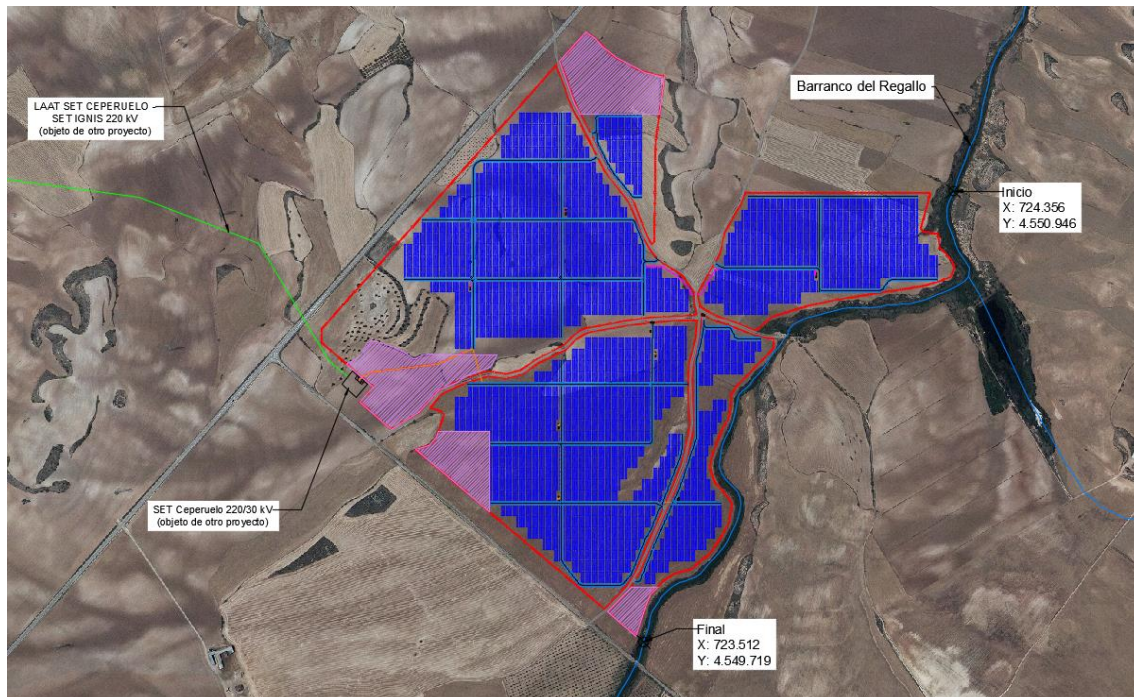 LAAT SET CEPERUELO
SET IGNIS 220 kV
(objeto de otro proyecto)
Barranco del Regallo
Inicio
X: 724.356
Y: 4.550.946
SET Ceperuelo 220/30 kV
(objeto de otro proyecto)
Final
X: 723.512
Y: 4.549.719